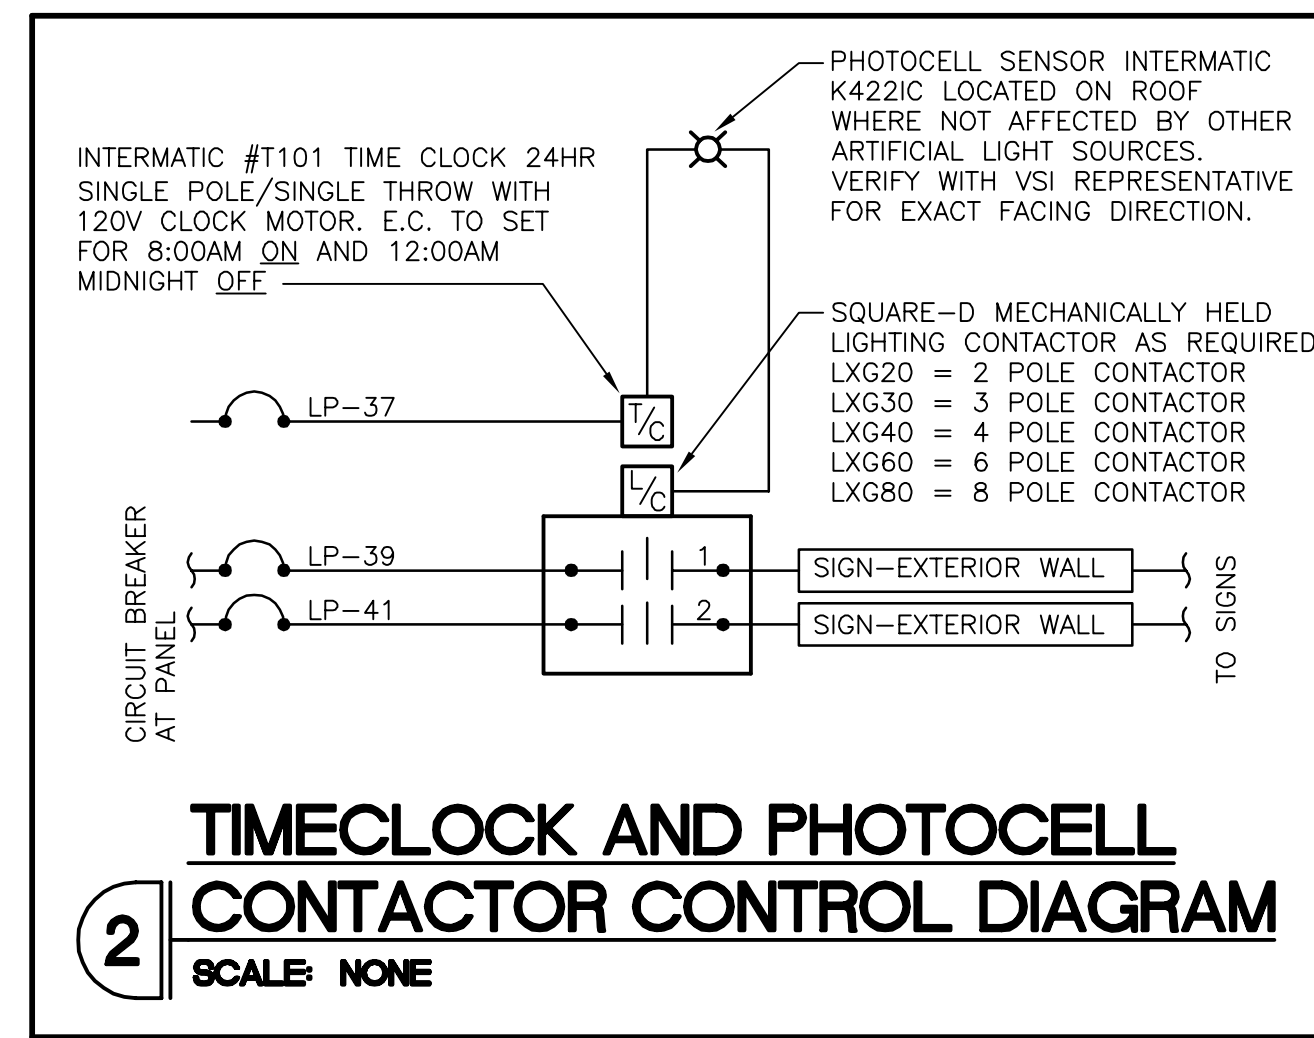 PHOTOCELL SENSOR INTERMATIC
K422IC LOCATED ON ROOF
WHERE NOT AFFECTED BY OTHER
ARTIFICIAL LIGHT SOURCES.
VERIFY WITH VSI REPRESENTATIVE
FOR EXACT FACING DIRECTION.
INTERMATIC #T101 TIME CLOCK 24HR
SINGLE POLE/SINGLE THROW WITH
120V CLOCK MOTOR. E.C. TO SET
FOR 8:00AM ON AND 12:00AM
MIDNIGHT OFF
SQUARE-D MECHANICALLY HELD
LIGHTING CONTACTOR AS REQUIRED
LXG20 = 2 POLE CONTACTOR
LXG30 = 3 POLE CONTACTOR
LXG40 = 4 POLE CONTACTOR
LXG60 = 6 POLE CONTACTOR
LXG80 = 8 POLE CONTACTOR
LP-37
T/C
L/C
CIRCUIT BREAKER
AT PANEL
LP-39
1
SIGN-EXTERIOR WALL
LP-41
2
SIGN-EXTERIOR WALL
TO SIGNS
TIMECLOCK AND PHOTOCELL
CONTACTOR CONTROL DIAGRAM
2
SCALE: NONE